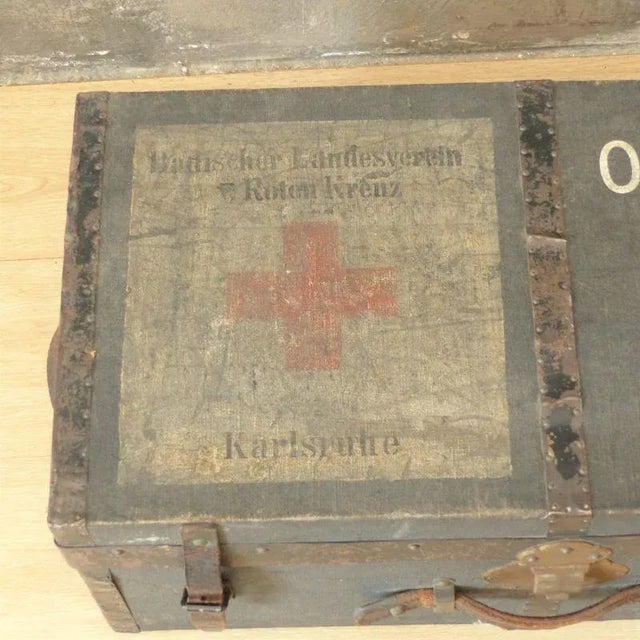 Badischer Landesverein
v. Roten Kreuz
Karlsruhe
O